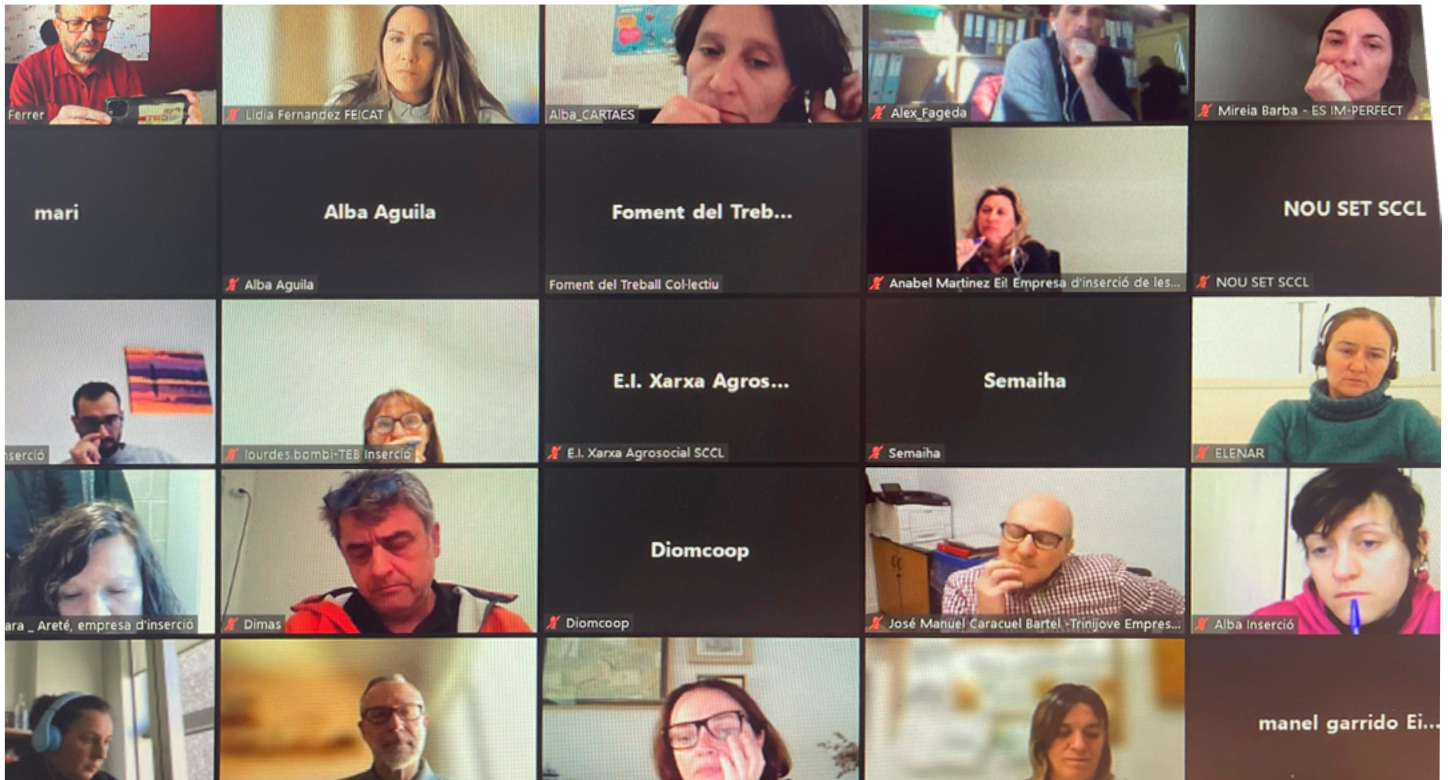 Ferrer
Lidia Fernandez FEICAT
Alba_CARTAES
Alex_Fageda
Mireia Barba - ES IM-PERFECT
mari
Alba Aguila
Alba Aguila
Foment del Treb...
Foment del Treball Col·lectiu
Anabel Martinez Ei! Empresa d'inserció de les...
NOU SET SCCL
NOU SET SCCL
nserció
lourdes.bombi-TEB Inserció
E.I. Xarxa Agros...
E.I. Xarxa Agrosocial SCCL
Semaiha
Semaiha
ELENAR
ara _ Areté, empresa d'inserció
Dimas
Diomcoop
Diomcoop
José Manuel Caracuel Bartel -Trinijove Empres...
Alba Inserció
manel garrido Ei...